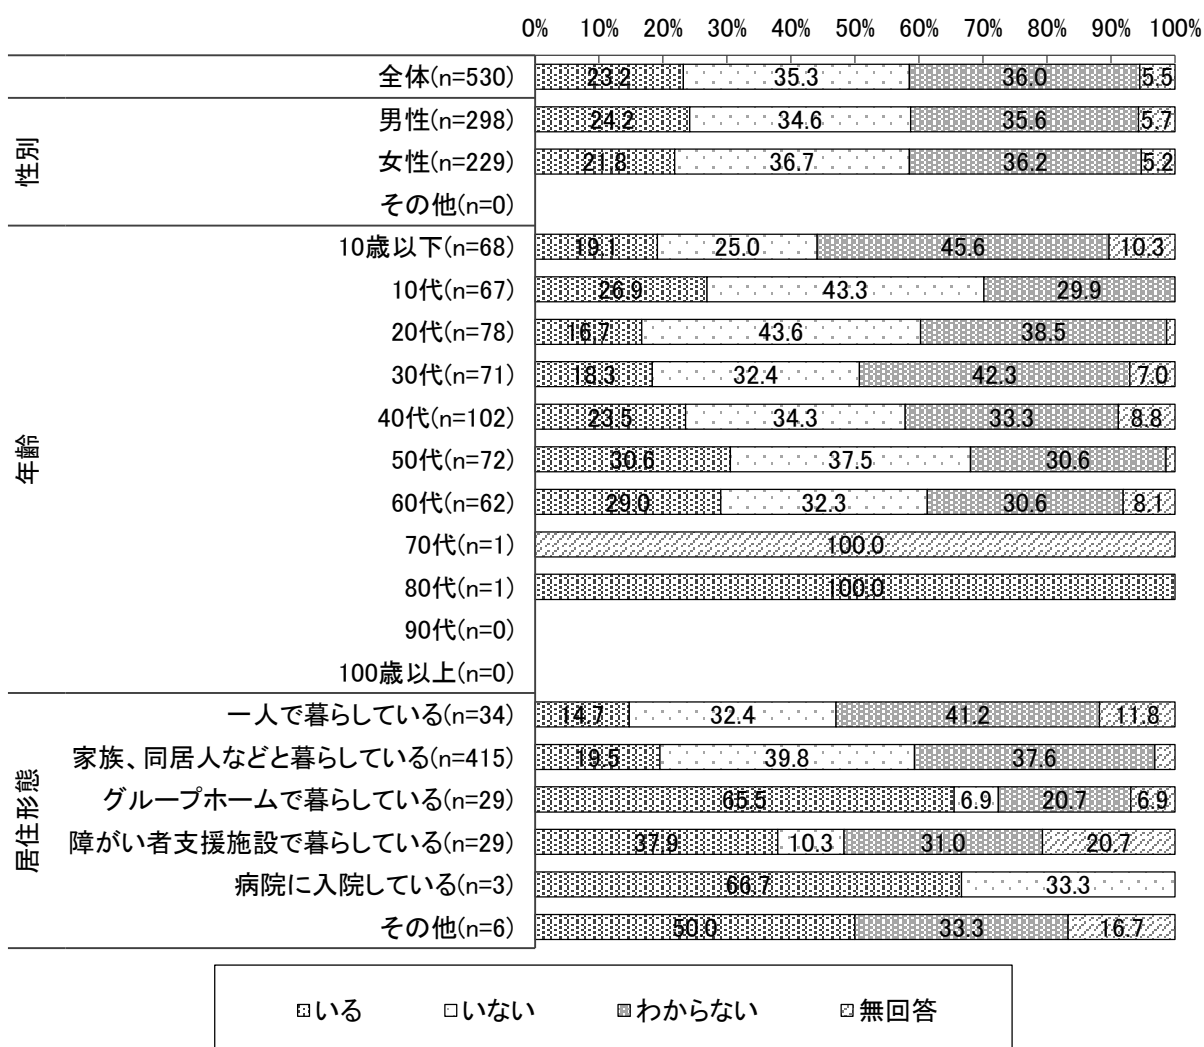 0% 10% 20% 30% 40% 50% 60% 70% 80% 90% 100%
全体(n=530) 23.2 35.3 36.0 5.5
性別
男性(n=298) 24.2 34.6 35.6 5.7
女性(n=229) 21.8 36.7 36.2 5.2
その他(n=0)
年齢
10歳以下(n=68) 19.1 25.0 45.6 10.3
10代(n=67) 26.9 43.3 29.9
20代(n=78) 16.7 43.6 38.5
30代(n=71) 18.3 32.4 42.3 7.0
40代(n=102) 23.5 34.3 33.3 8.8
50代(n=72) 30.6 37.5 30.6
60代(n=62) 29.0 32.3 30.6 8.1
70代(n=1) 100.0
80代(n=1) 100.0
90代(n=0)
100歳以上(n=0)
居住形態
一人で暮らしている(n=34) 14.7 32.4 41.2 11.8
家族、同居人などと暮らしている(n=415) 19.5 39.8 37.6
グループホームで暮らしている(n=29) 65.5 6.9 20.7 6.9
障がい者支援施設で暮らしている(n=29) 37.9 10.3 31.0 20.7
病院に入院している(n=3) 66.7 33.3
その他(n=6) 50.0 33.3 16.7
いる いない わからない 無回答